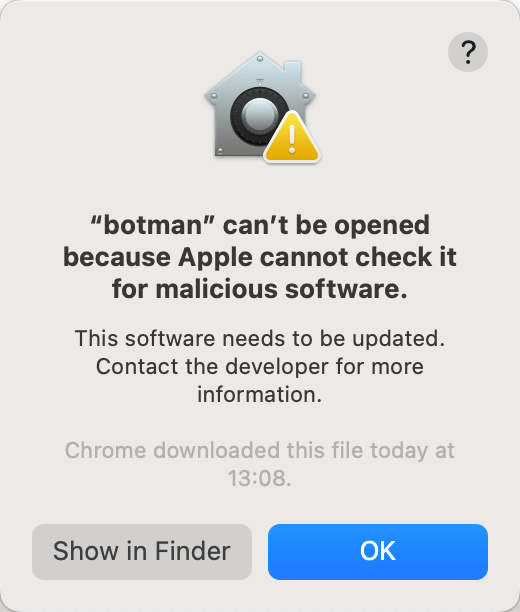 ?
“botman” can’t be opened
because Apple cannot check it
for malicious software.
This software needs to be updated.
Contact the developer for more
information.
Chrome downloaded this file today at
13:08.
Show in Finder
OK